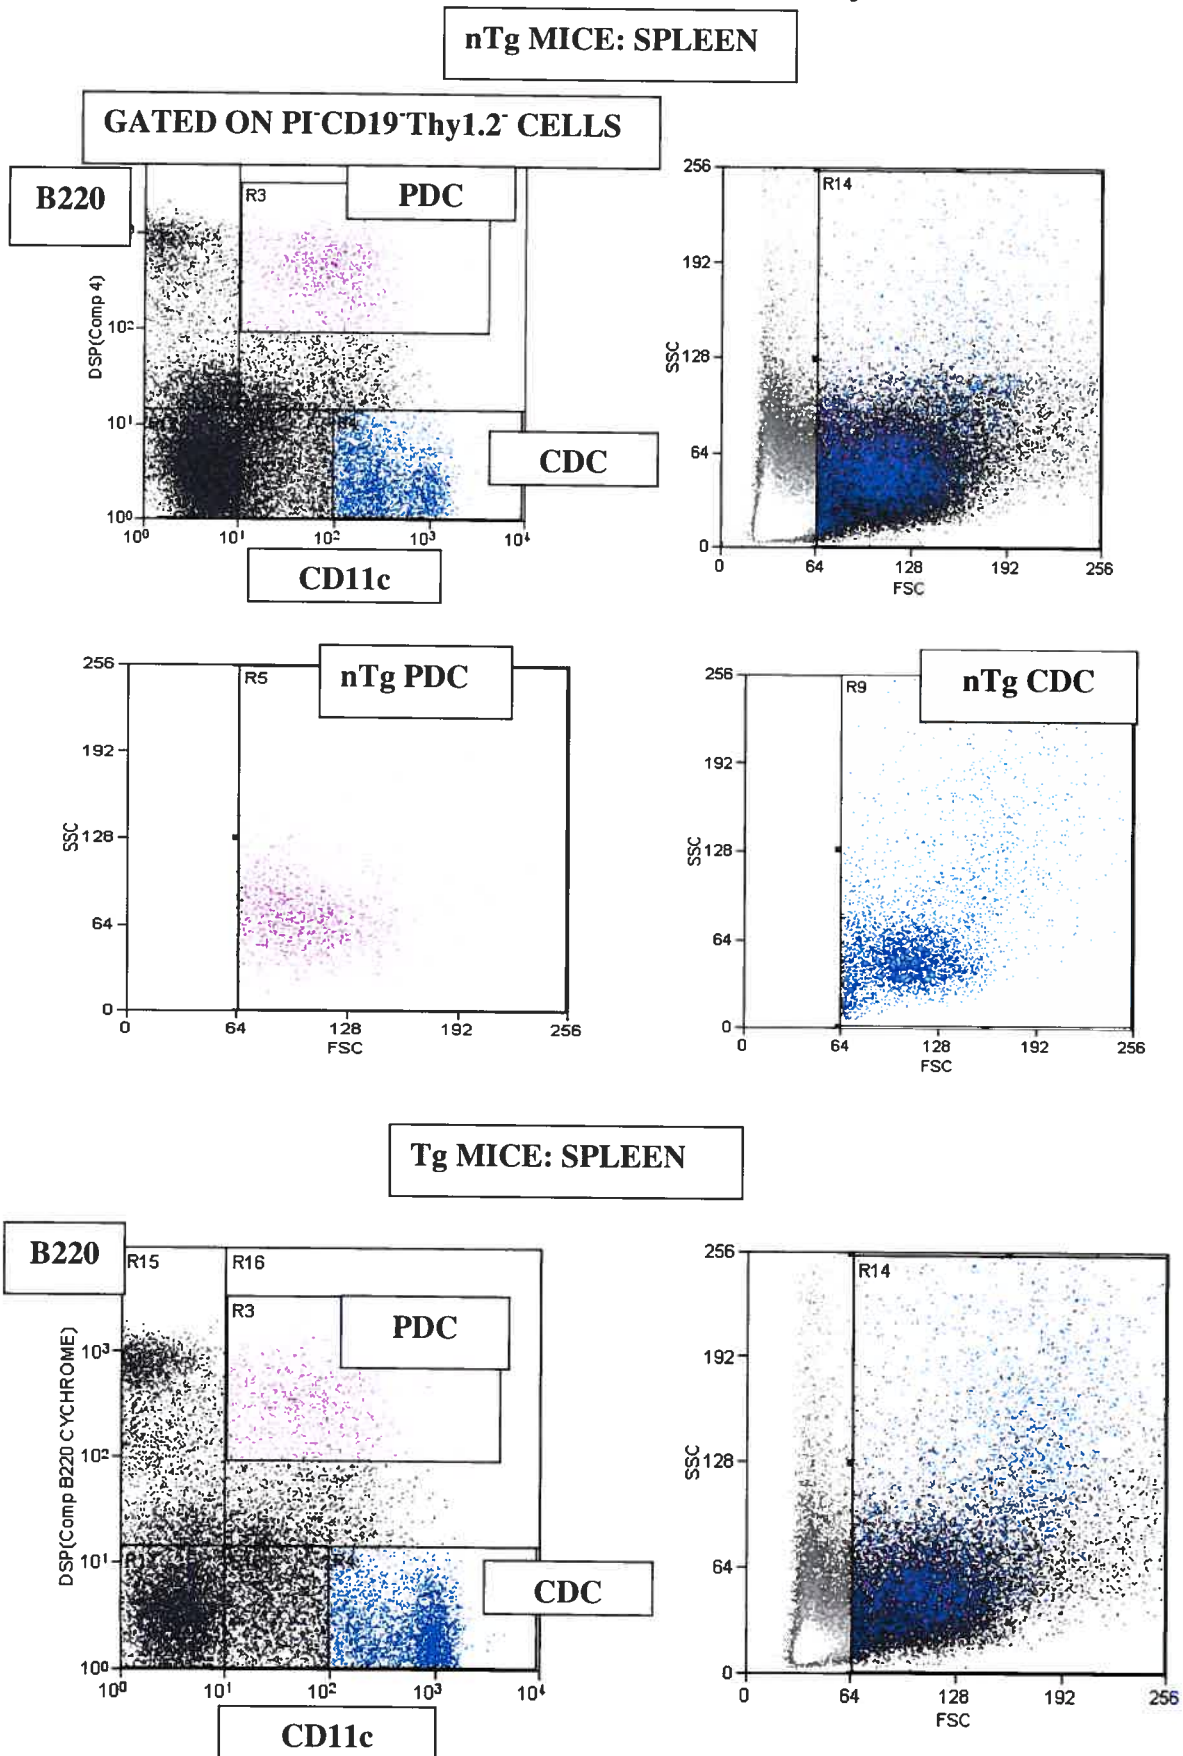 nTg MICE: SPLEEN
GATED ON PI-CD19-Thy1.2- CELLS
B220
R3
PDC
DSP(Comp 4)
10²
10¹
10⁰
CDC
10⁰ 10¹ 10² 10³ 10⁴
CD11c
R14
256
192
128
64
0
SSC
0 64 128 192 256
FSC
nTg PDC
R5
256
192
128
64
0
SSC
0 64 128 192 256
FSC
nTg CDC
R9
256
192
128
64
0
SSC
0 64 128 192 256
FSC
Tg MICE: SPLEEN
B220
R15 R16
R3
PDC
DSP(Comp B220 CYCHROME)
10³
10²
10¹
10⁰
CDC
10⁰ 10¹ 10² 10³ 10⁴
CD11c
R14
256
192
128
64
0
SSC
0 64 128 192 256
FSC